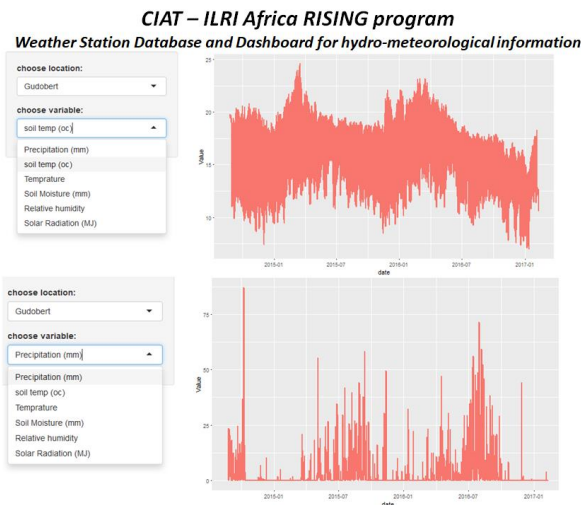 CIAT – ILRI Africa RISING program
Weather Station Database and Dashboard for hydro-meteorological information
choose location:
Gudobert
choose variable:
soil temp (oc)
Precipitation (mm)
soil temp (oc)
Temprature
Soil Moisture (mm)
Relative humidity
Solar Radiation (MJ)
25
20
15
10
Value
2015-01
2015-07
2016-01
2016-07
2017-01
date
choose location:
Gudobert
choose variable:
Precipitation (mm)
Precipitation (mm)
soil temp (oc)
Temprature
Soil Moisture (mm)
Relative humidity
Solar Radiation (MJ)
75
50
25
0
Value
2015-01
2015-07
2016-01
2016-07
2017-01
date